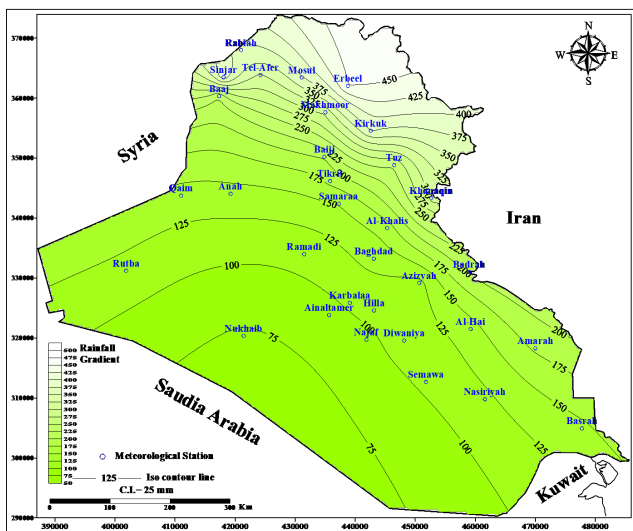 370000
360000
350000
340000
330000
320000
310000
300000
290000
390000 400000 410000 420000 430000 440000 450000 460000 470000 480000
N
W E
S
Syria
Iran
Saudia Arabia
Kuwait
Rabiah
Sinjar
Tel-Afer
Mosul
Erbeel
Baaj
Makhmoor
Kirkuk
Baiji
Tuz
Tikrit
Khanaqin
Qaim
Anah
Samaraa
Al-Khalis
Ramadi
Baghdad
Rutba
Badrah
Azizyah
Karbalaa
Hilla
Ainaltamer
Nukhaib
Najaf
Diwaniya
Al-Hai
Amarah
Semawa
Nasiriyah
Basrah
450
425
400
375
350
325
375
350
300
275
250
225
200
175
150
125
100
75
300
275
250
225
200
175
150
125
125
100
75
100
125
150
175
200
500
475
450
425
400
375
350
325
300
275
250
225
200
175
150
125
100
75
50
Rainfall
Gradient
Meteorological Station
125 Iso contour line
C.I.= 25 mm
0 100 200 300
Km